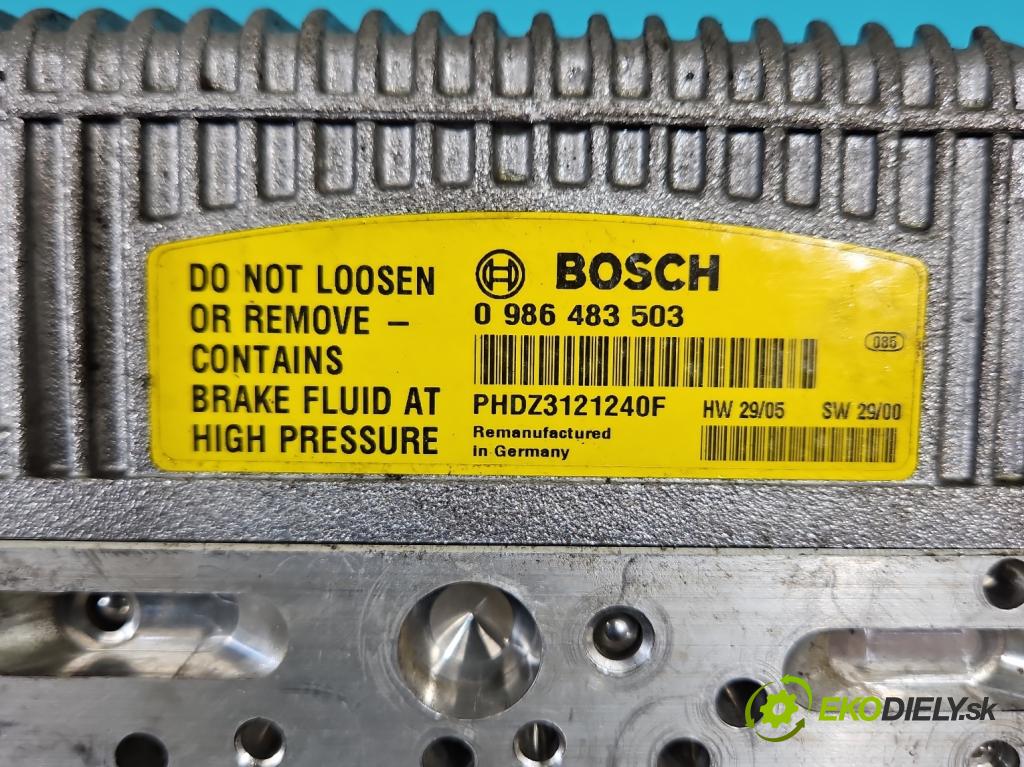 DO NOT LOOSEN
OR REMOVE –
CONTAINS
BRAKE FLUID AT
HIGH PRESSURE
BOSCH
0 986 483 503
086
PHDZ3121240F HW 29/05 SW 29/00
Remanufactured
in Germany
EKODIELY.sk